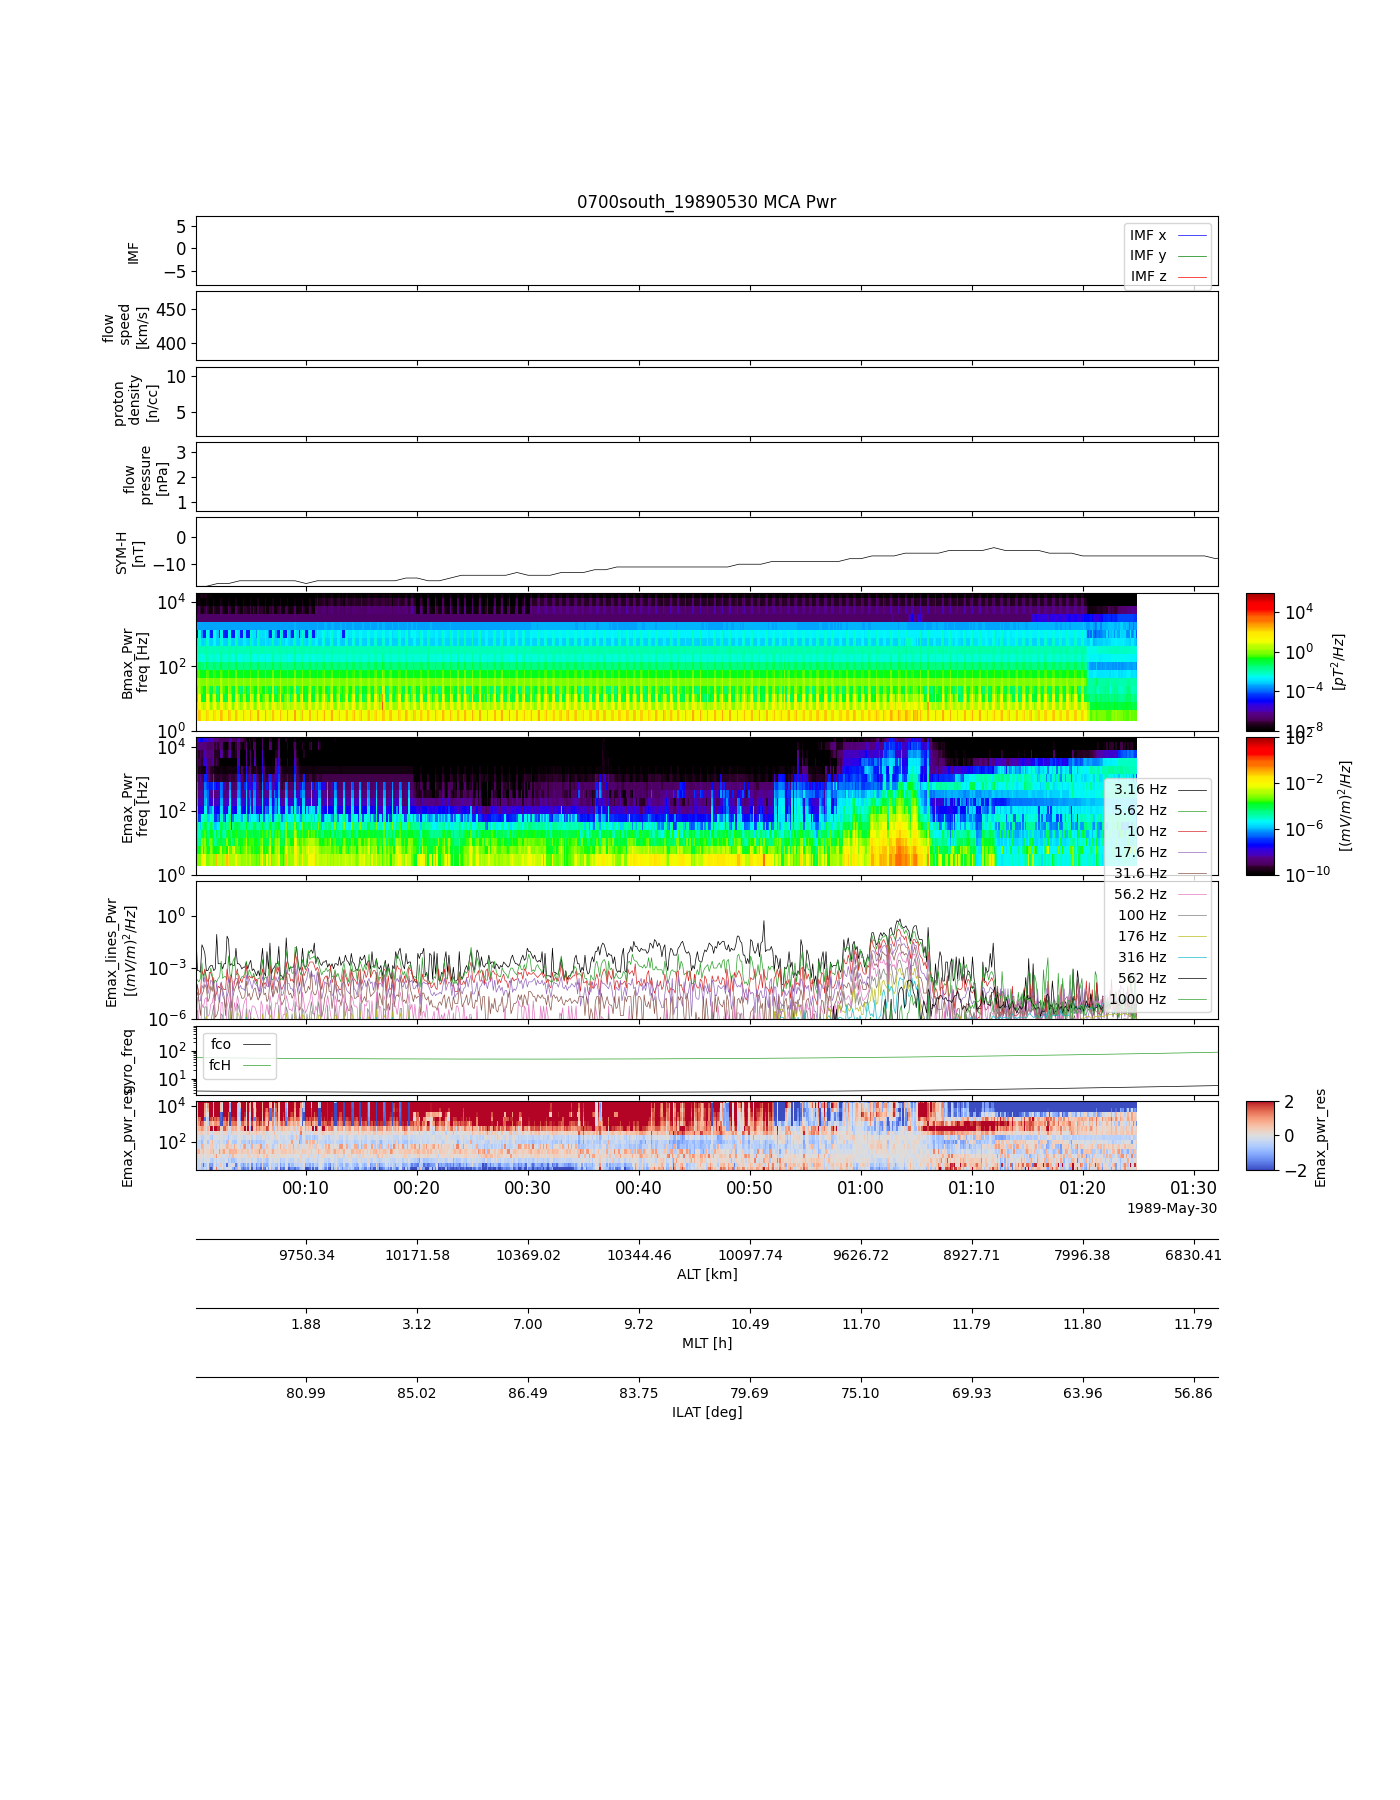 0700south_19890530 MCA Pwr
IMF
5
0
−5
IMF x
IMF y
IMF z
flow
speed
[km/s]
450
400
proton
density
[n/cc]
10
5
flow
pressure
[nPa]
3
2
1
SYM-H
[nT]
0
−10
Bmax_Pwr
freq [Hz]
10^4
10^2
10^0
10^4
10^0
10^−4
10^−8
[pT^2/Hz]
Emax_Pwr
freq [Hz]
10^4
10^2
10^0
10^2
10^−2
10^−6
10^−10
[(mV/m)^2/Hz]
3.16 Hz
5.62 Hz
10 Hz
17.6 Hz
31.6 Hz
56.2 Hz
100 Hz
176 Hz
316 Hz
562 Hz
1000 Hz
Emax_lines_Pwr
[(mV/m)^2/Hz]
10^0
10^−3
10^−6
gyro_freq
10^2
10^1
fco
fcH
Emax_pwr_res
10^4
10^2
2
0
−2
Emax_pwr_res
00:10 00:20 00:30 00:40 00:50 01:00 01:10 01:20 01:30
1989-May-30
9750.34 10171.58 10369.02 10344.46 10097.74 9626.72 8927.71 7996.38 6830.41
ALT [km]
1.88 3.12 7.00 9.72 10.49 11.70 11.79 11.80 11.79
MLT [h]
80.99 85.02 86.49 83.75 79.69 75.10 69.93 63.96 56.86
ILAT [deg]